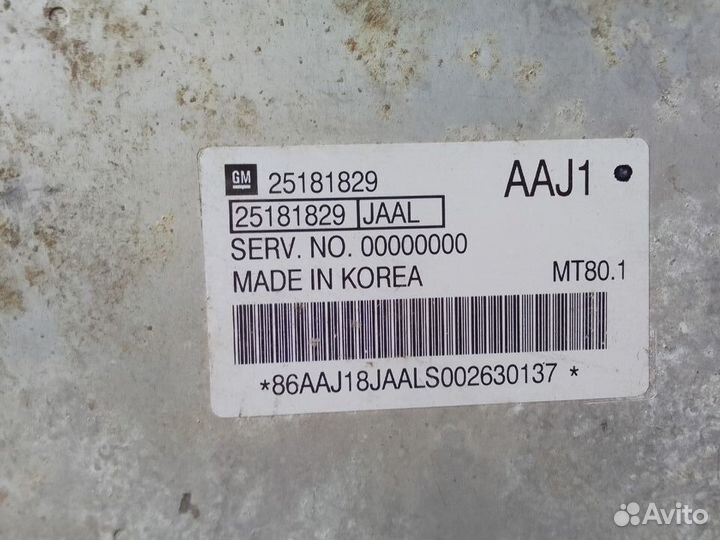 GM 25181829 AAJ1
25181829 JAAL
SERV. NO. 00000000
MADE IN KOREA MT80.1
*86AAJ18JAALS002630137*
Avito